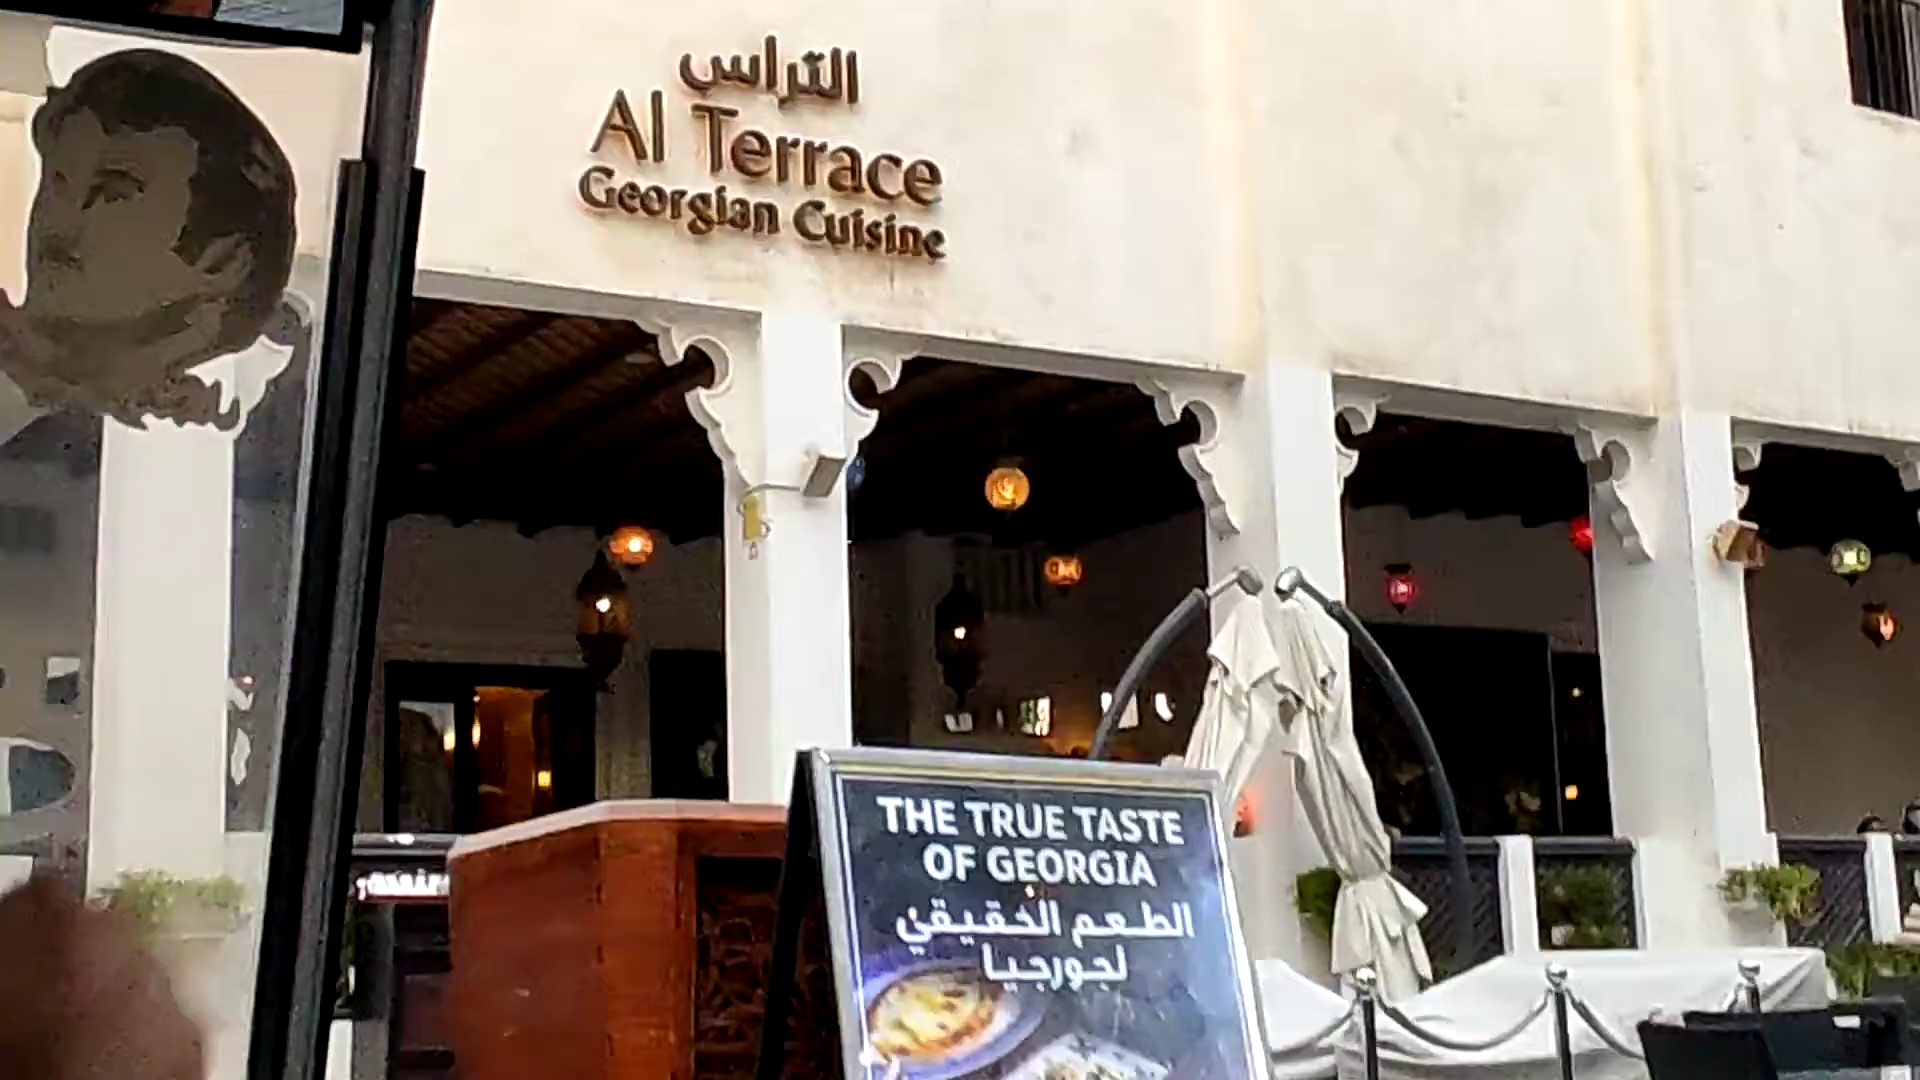 التراس
Al Terrace
Georgian Cuisine
THE TRUE TASTE
OF GEORGIA
الطعم الحقيقي
لجورجيا